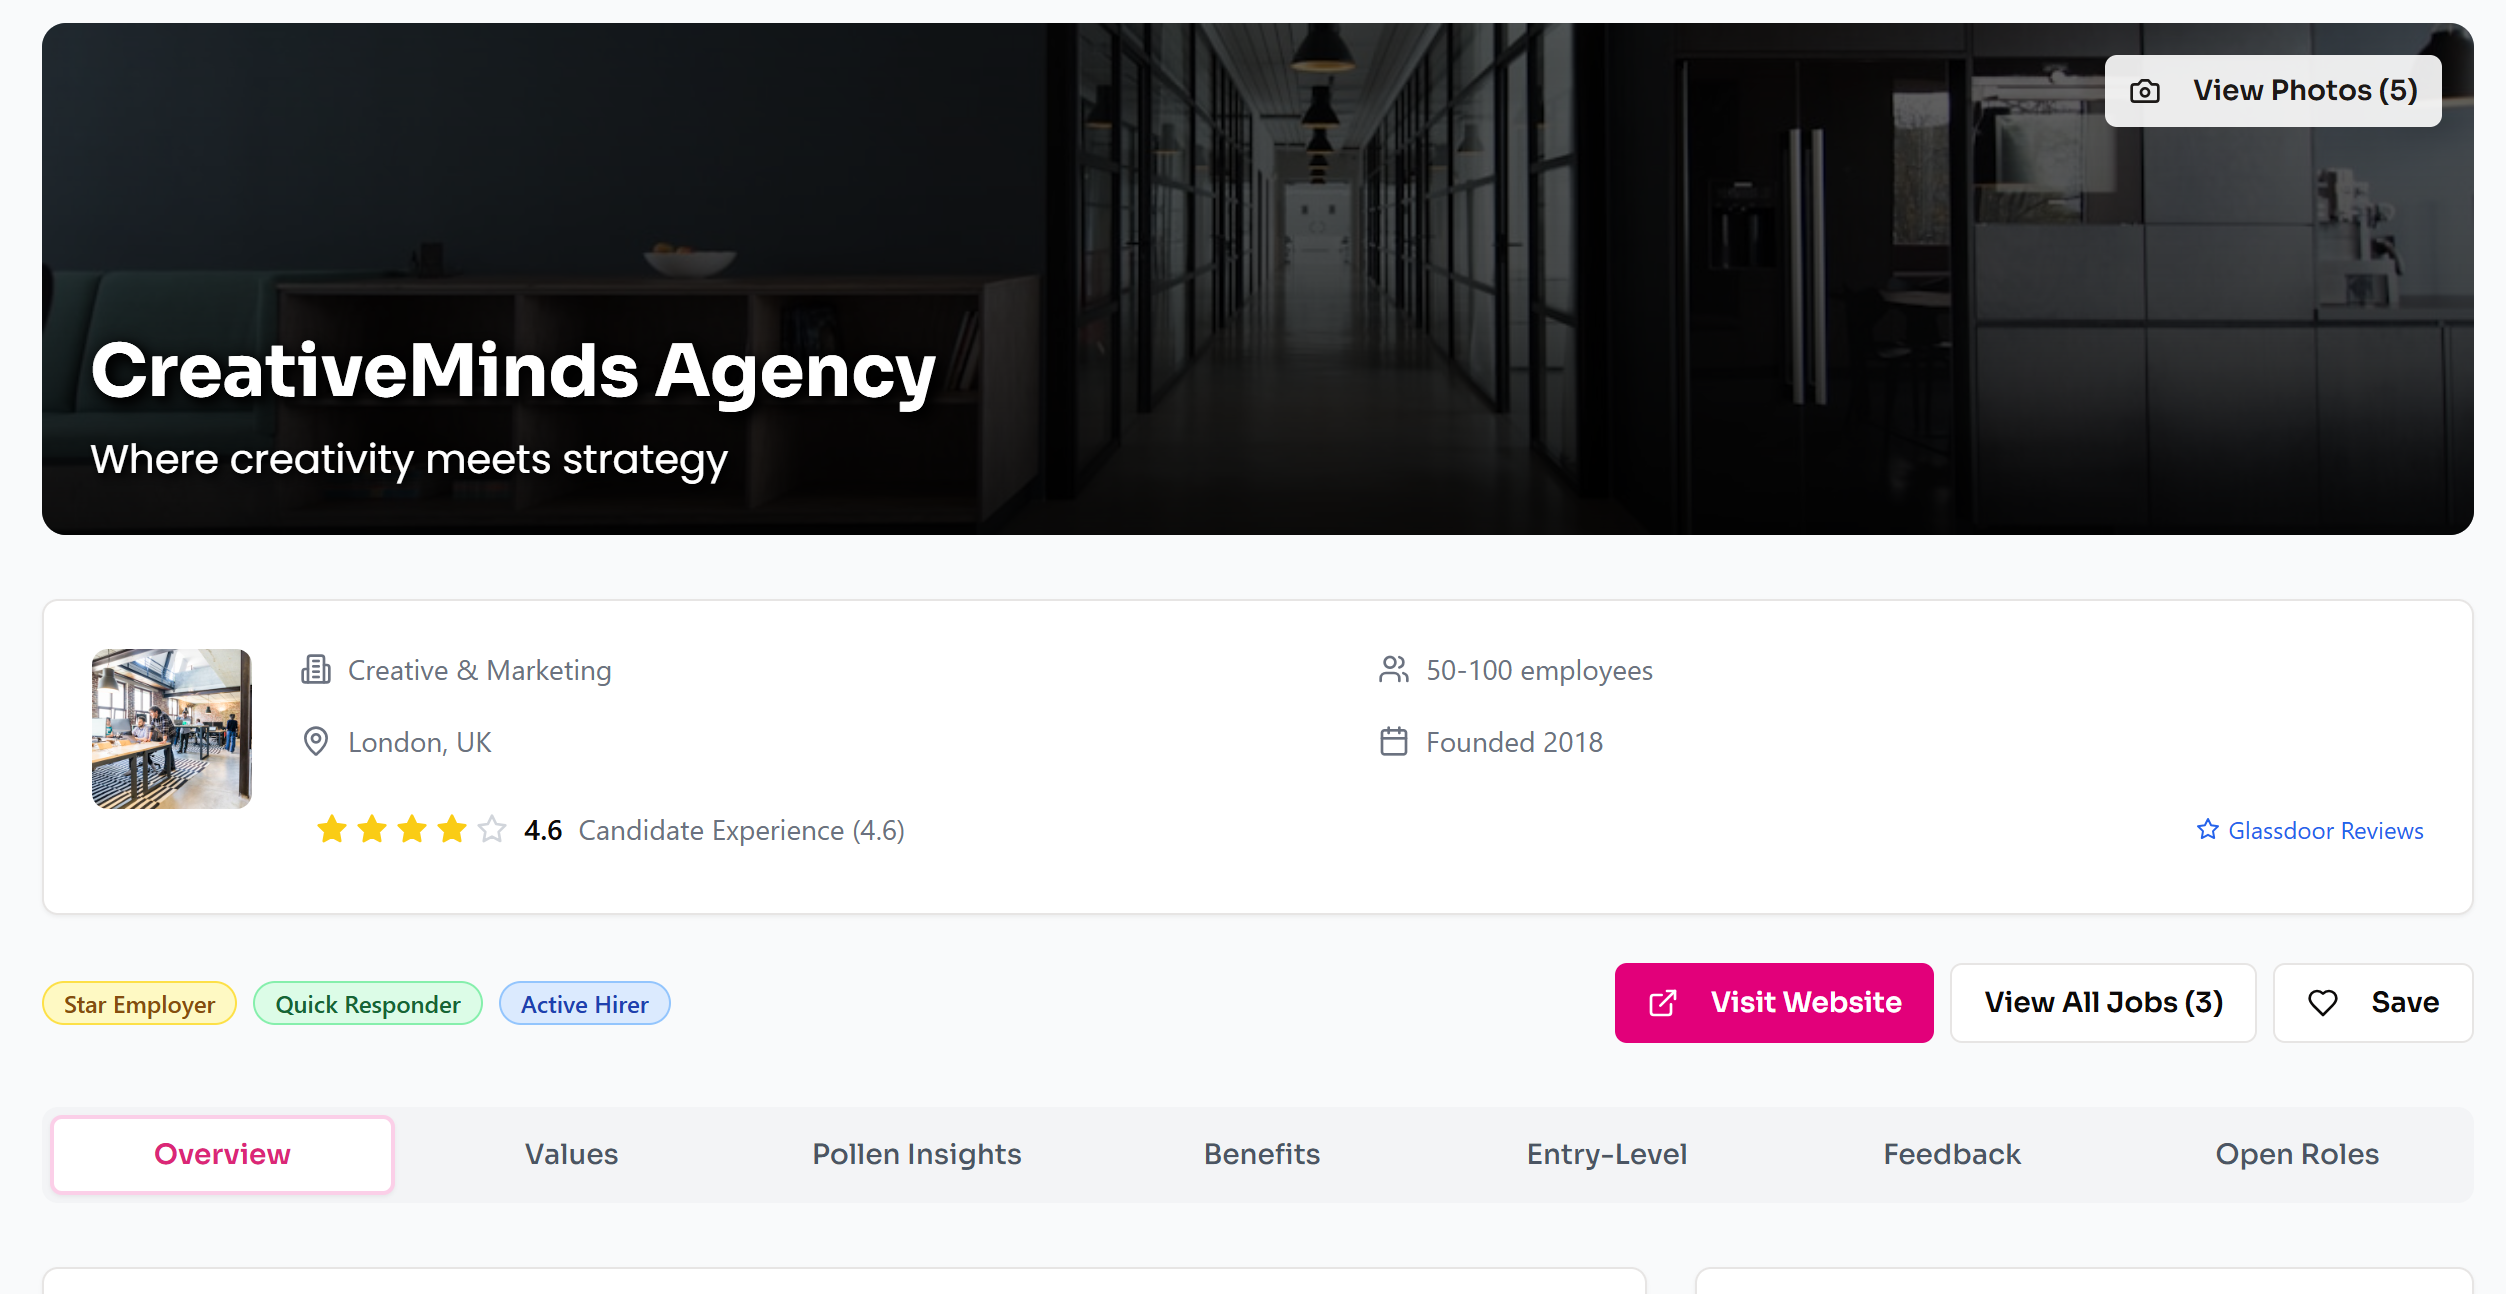 View Photos (5)
CreativeMinds Agency
Where creativity meets strategy
Creative & Marketing
50-100 employees
London, UK
Founded 2018
4.6 Candidate Experience (4.6)
Glassdoor Reviews
Star Employer
Quick Responder
Active Hirer
Visit Website
View All Jobs (3)
Save
Overview
Values
Pollen Insights
Benefits
Entry-Level
Feedback
Open Roles